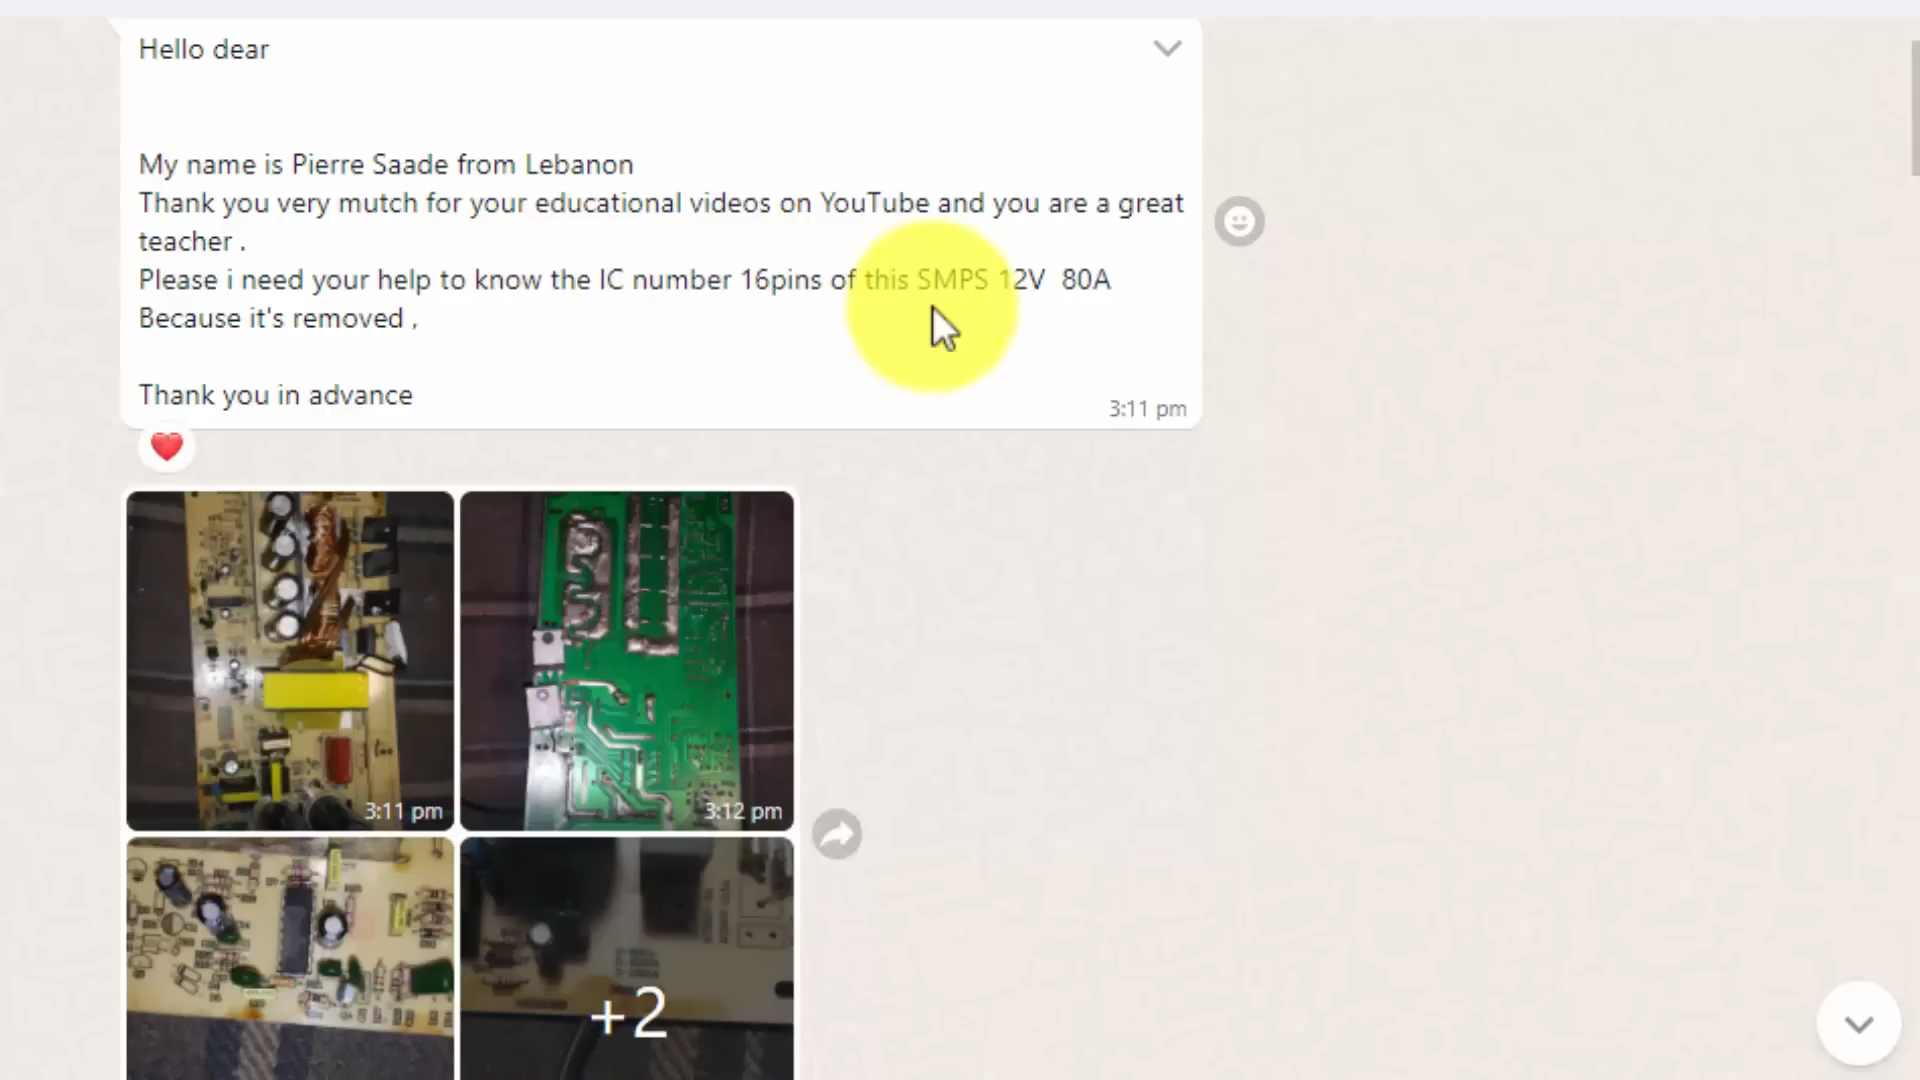 Hello dear
My name is Pierre Saade from Lebanon
Thank you very mutch for your educational videos on YouTube and you are a great
teacher .
Please i need your help to know the IC number 16pins of this SMPS 12V 80A
Because it's removed ,
Thank you in advance
3:11 pm
3:11 pm
3:12 pm
+2